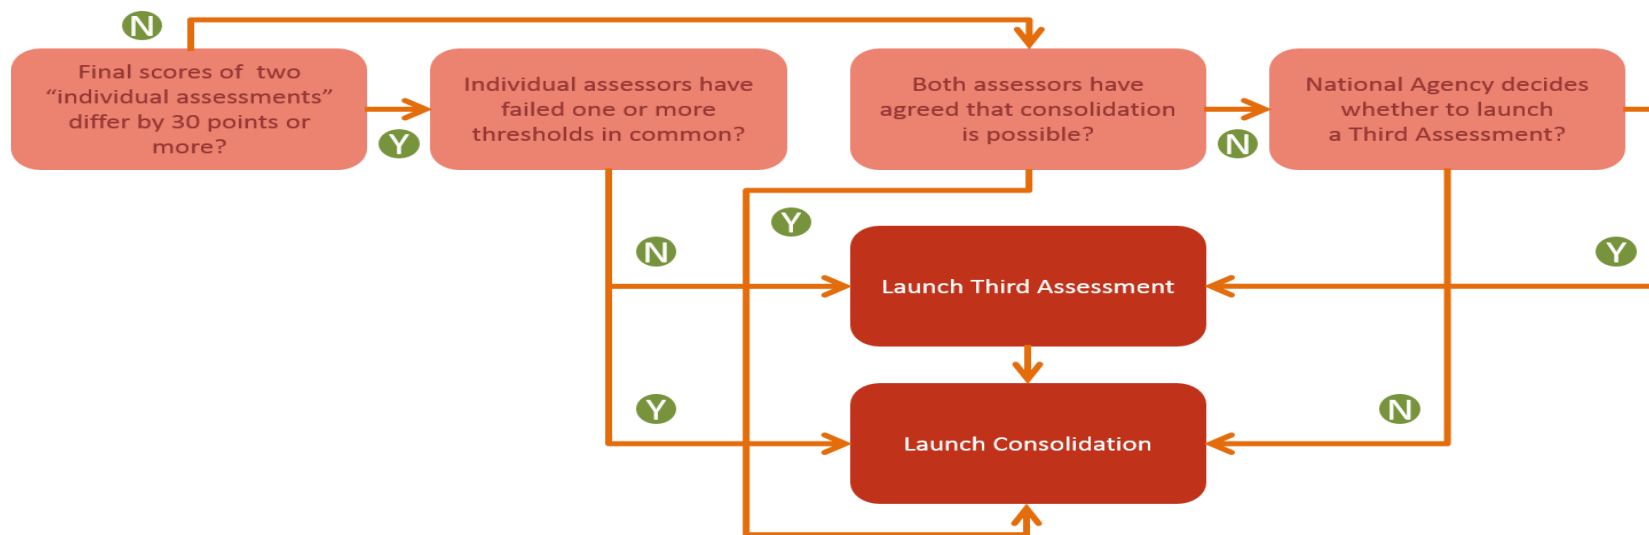 N
Final scores of two
“individual assessments”
differ by 30 points or
more?
Y
Individual assessors have
failed one or more
thresholds in common?
Both assessors have
agreed that consolidation
is possible?
N
National Agency decides
whether to launch
a Third Assessment?
Y
N
Y
Launch Third Assessment
Y
N
Launch Consolidation